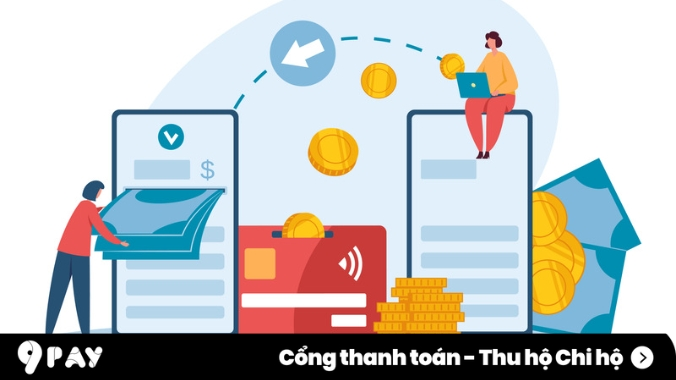 $
9PAY
Cổng thanh toán - Thu hộ Chi hộ